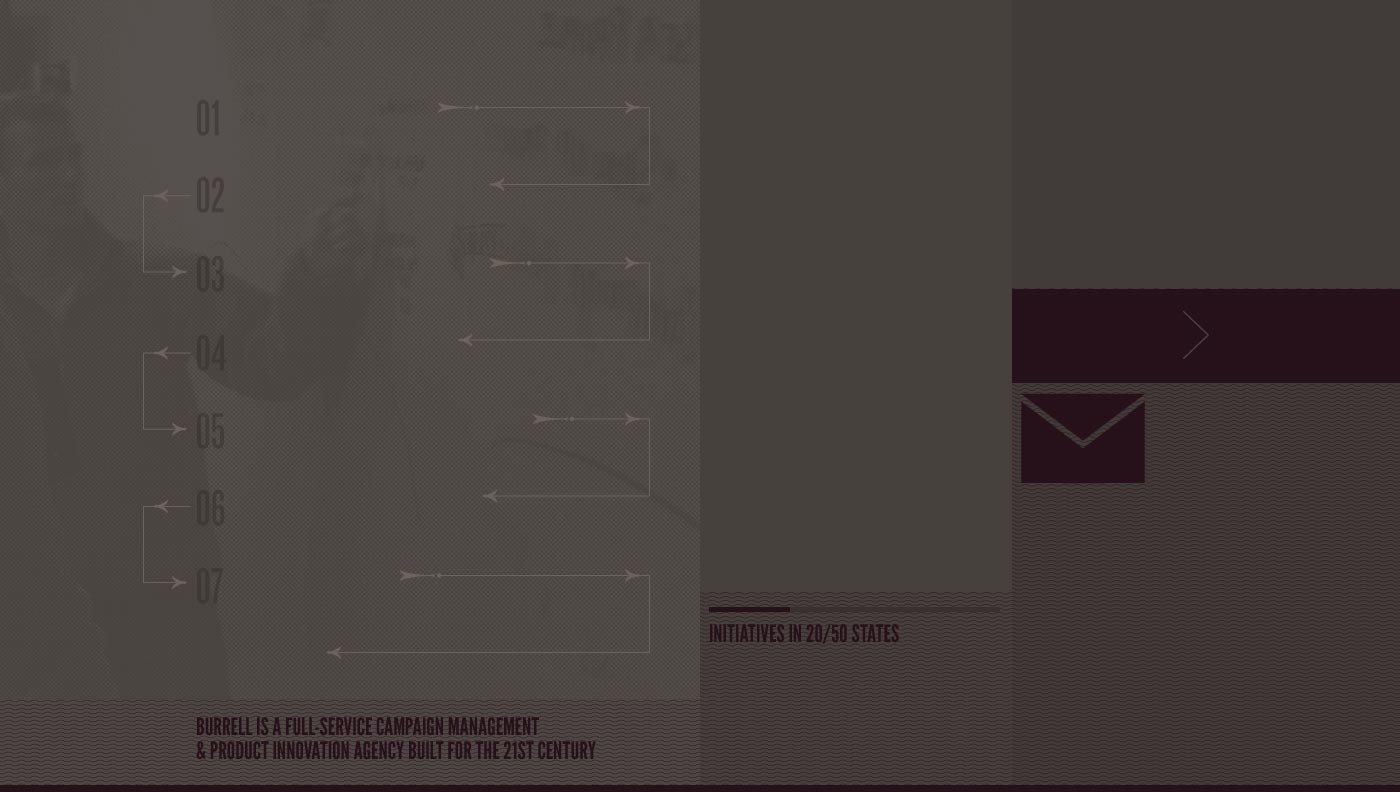 01
02
03
04
05
06
07
INITIATIVES IN 20/50 STATES
BURRELL IS A FULL-SERVICE CAMPAIGN MANAGEMENT
& PRODUCT INNOVATION AGENCY BUILT FOR THE 21ST CENTURY